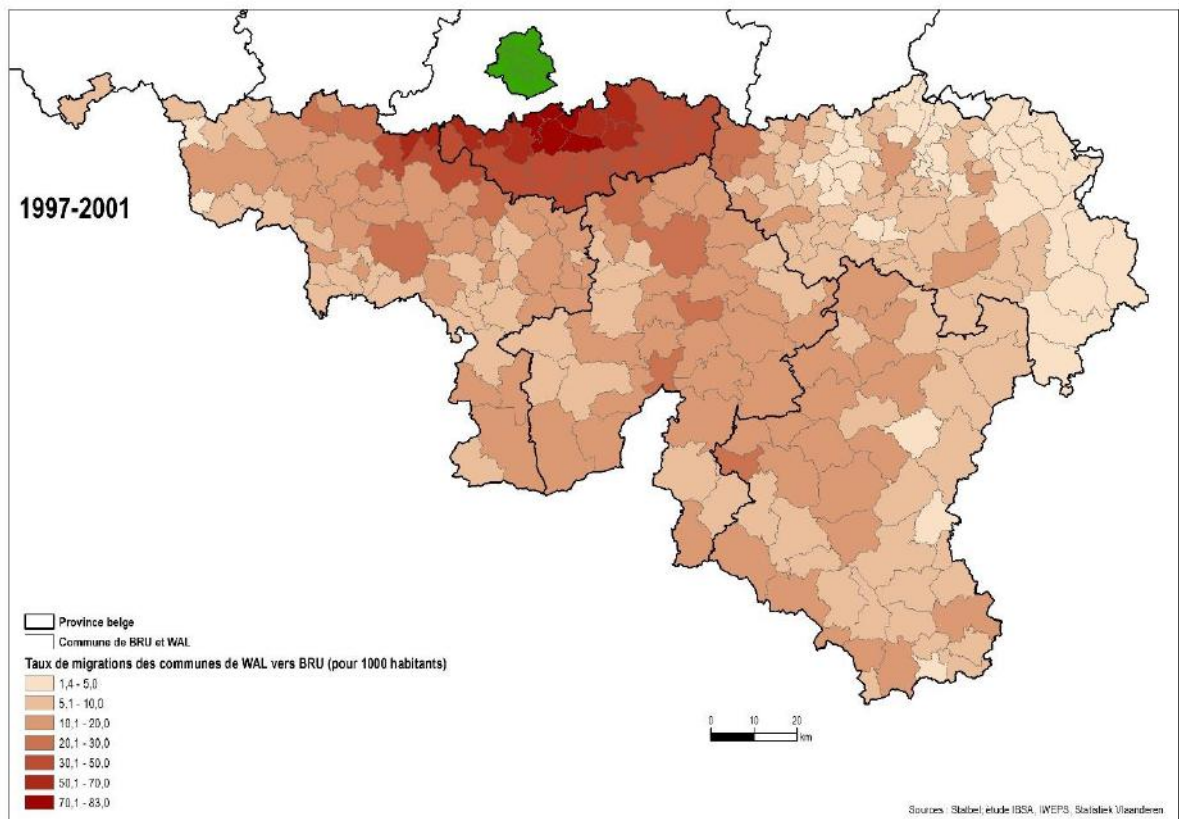 1997-2001
Province belge
Commune de BRU et WAL
Taux de migrations des communes de WAL vers BRU (pour 1000 habitants)
1,4 - 5,0
5,1 - 10,0
10,1 - 20,0
20,1 - 30,0
30,1 - 50,0
50,1 - 70,0
70,1 - 83,0
0 10 20
km
Sources : Statbel; étude IBSA, IWEPS, Statistiek Vlaanderen